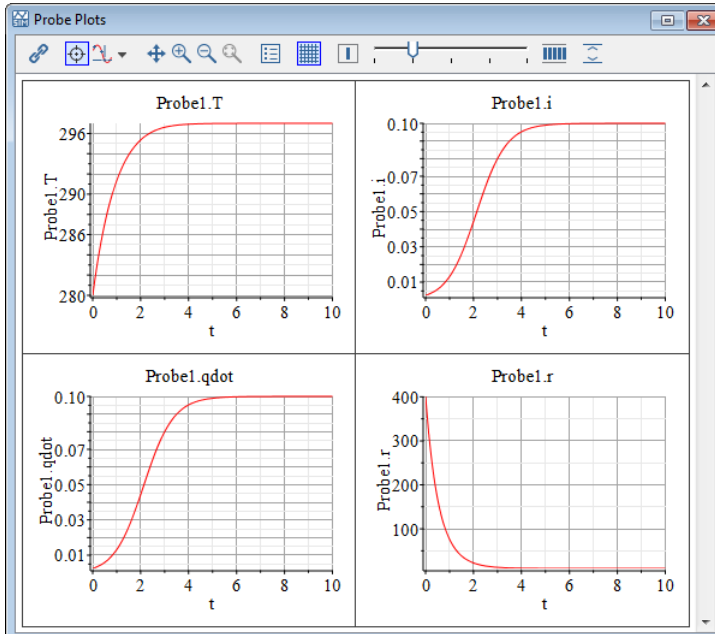 Probe Plots
Probe1.T
Probe1.T
296
290
286
280
0 2 4 6 8 10
t
Probe1.i
Probe1.i
0.10
0.07
0.05
0.03
0.01
0 2 4 6 8 10
t
Probe1.qdot
Probe1.qdot
0.10
0.07
0.05
0.03
0.01
0 2 4 6 8 10
t
Probe1.r
Probe1.r
400
300
200
100
0 2 4 6 8 10
t